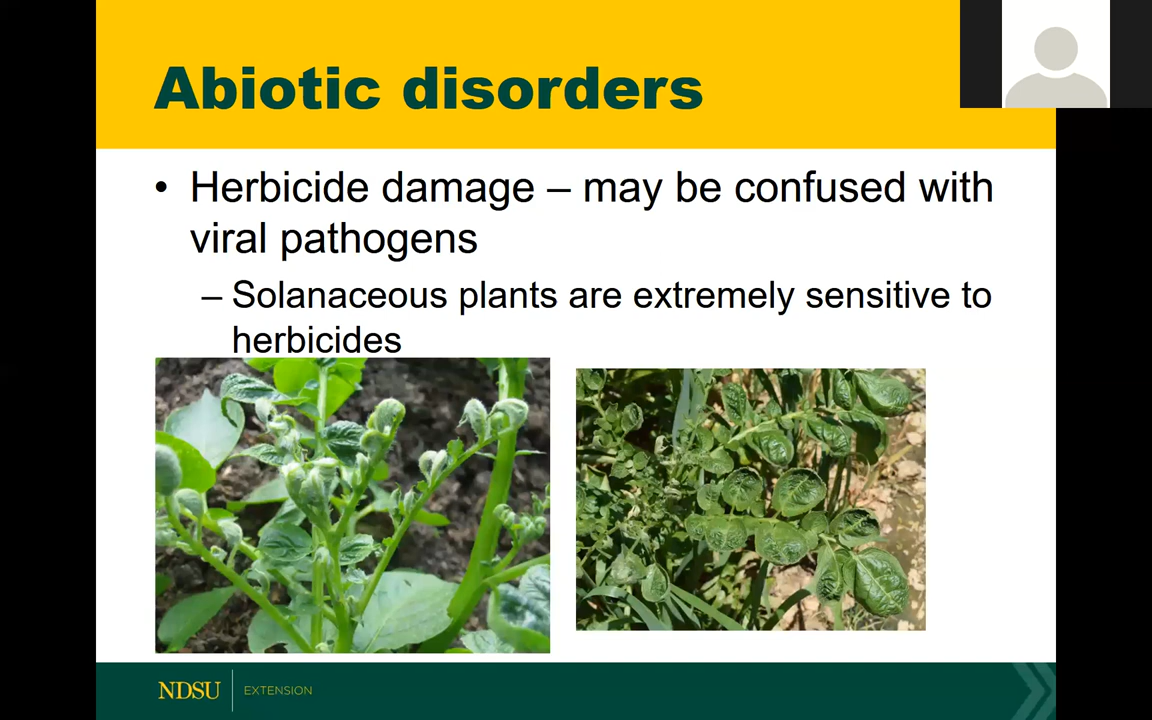 Abiotic disorders
• Herbicide damage – may be confused with
viral pathogens
– Solanaceous plants are extremely sensitive to
herbicides
NDSU EXTENSION